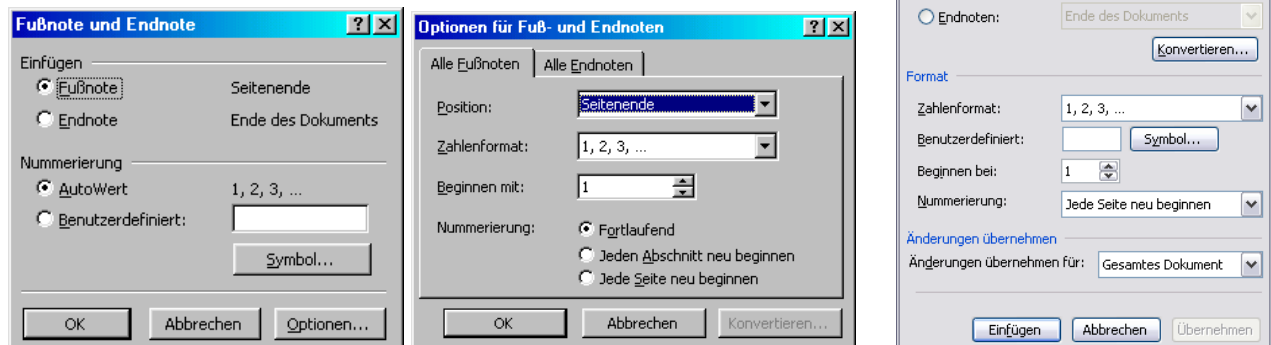 Fußnote und Endnote
Einfügen
Fußnote Seitenende
Endnote Ende des Dokuments
Nummerierung
AutoWert 1, 2, 3, ...
Benutzerdefiniert:
Symbol...
OK Abbrechen Optionen...
Optionen für Fuß- und Endnoten
Alle Fußnoten Alle Endnoten
Position: Seitenende
Zahlenformat: 1, 2, 3, ...
Beginnen mit: 1
Nummerierung: Fortlaufend
Jeden Abschnitt neu beginnen
Jede Seite neu beginnen
OK Abbrechen Konvertieren...
Endnoten: Ende des Dokuments
Konvertieren...
Format
Zahlenformat: 1, 2, 3, ...
Benutzerdefiniert: Symbol...
Beginnen bei: 1
Nummerierung: Jede Seite neu beginnen
Änderungen übernehmen
Änderungen übernehmen für: Gesamtes Dokument
Einfügen Abbrechen Übernehmen